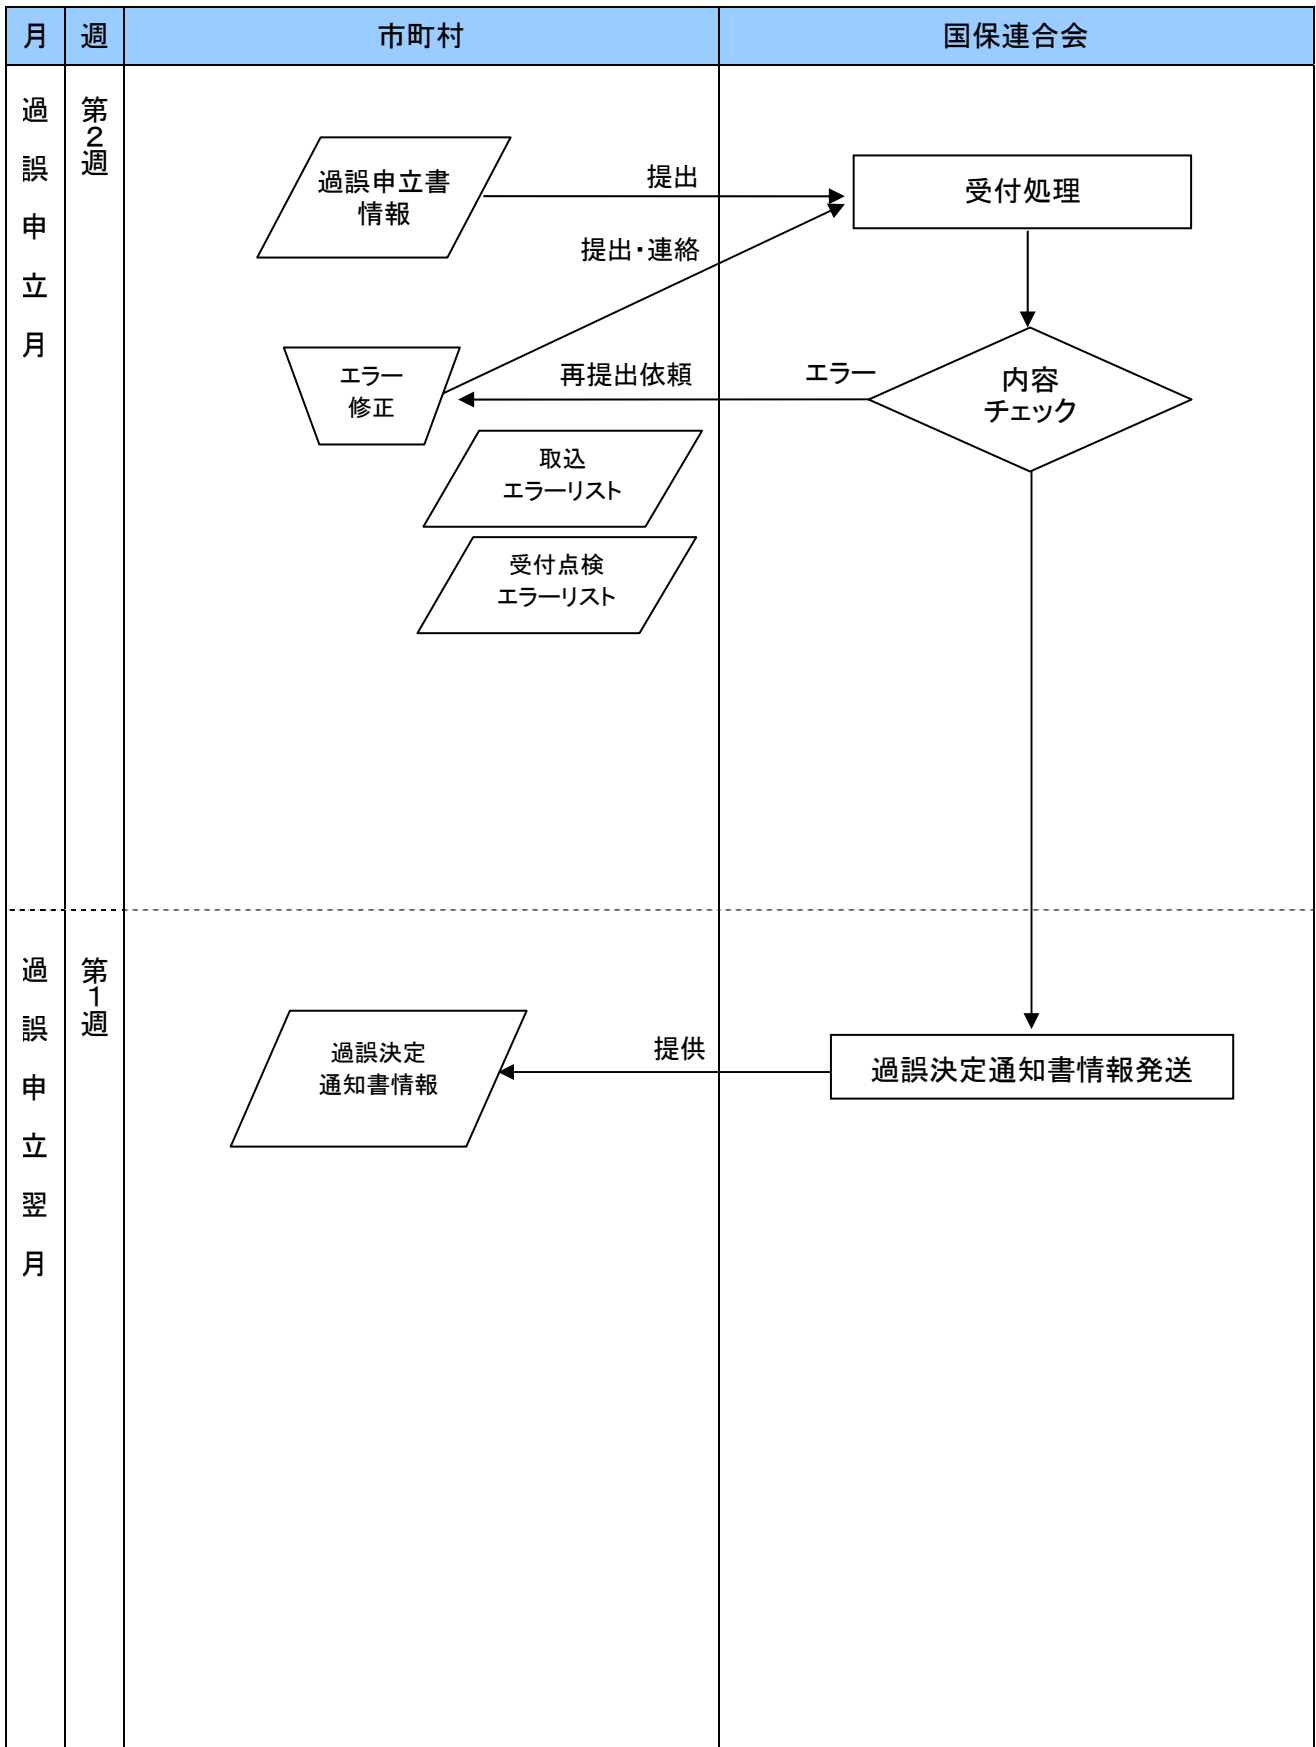 月
週
市町村
国保連合会
過誤申立月
第2週
過誤申立書
情報
提出
受付処理
提出・連絡
エラー
修正
再提出依頼
エラー
内容
チェック
取込
エラーリスト
受付点検
エラーリスト
過誤申立翌月
第1週
過誤決定
通知書情報
提供
過誤決定通知書情報発送